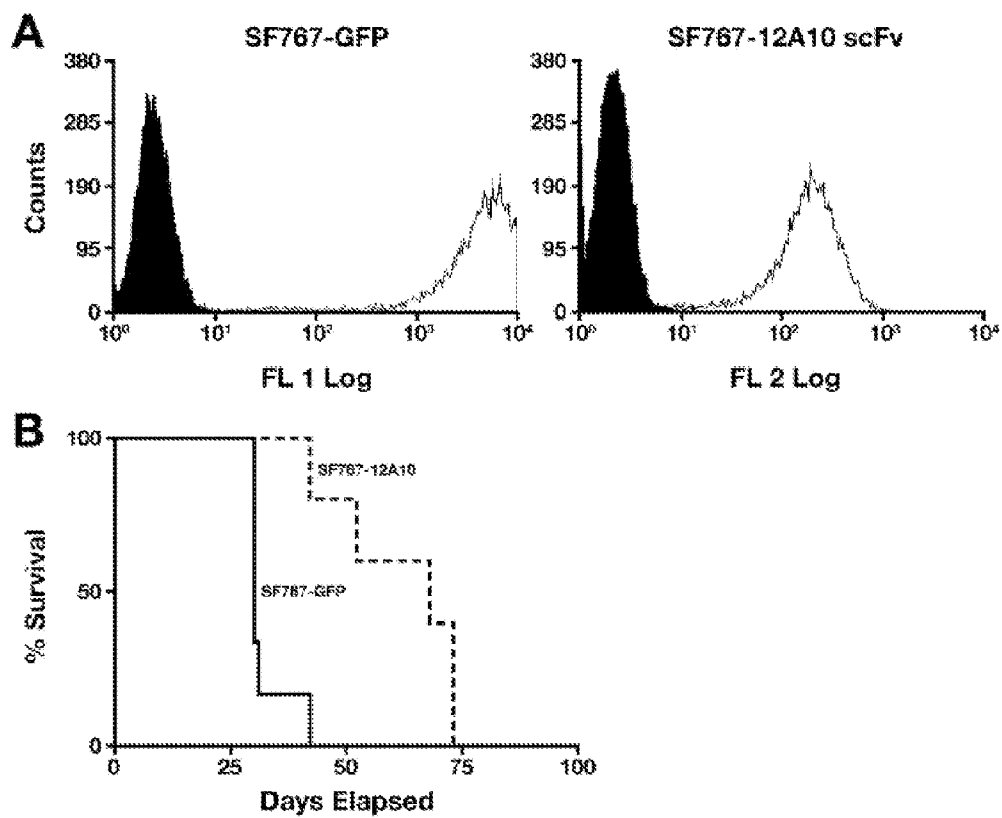 A
SF767-GFP
SF767-12A10 scFv
Counts
380
285
190
95
0
10⁰ 10¹ 10² 10³ 10⁴
FL 1 Log
380
285
190
95
0
10⁰ 10¹ 10² 10³ 10⁴
FL 2 Log
B
% Survival
100
50
0
SF767-12A10
SF767-GFP
0 25 50 75 100
Days Elapsed